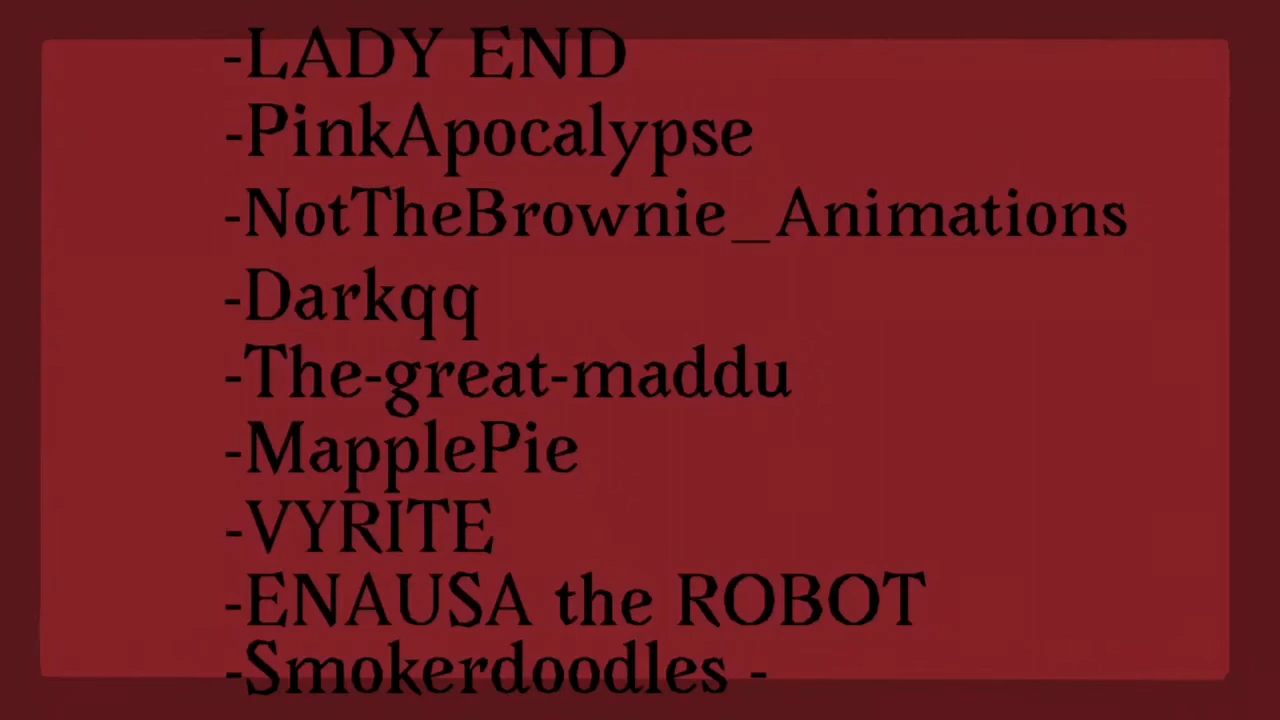 -LADY END
-PinkApocalypse
-NotTheBrownie_Animations
-Darkqq
-The-great-maddu
-MapplePie
-VYRITE
-ENAUSA the ROBOT
-Smokerdoodles -